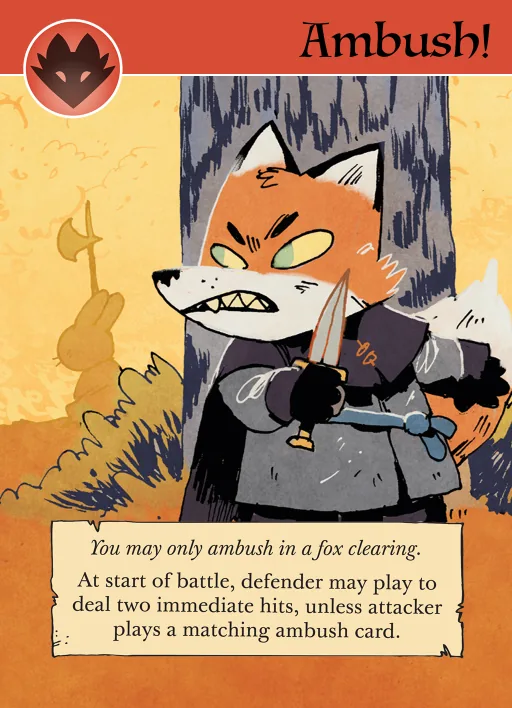 Ambush!
You may only ambush in a fox clearing.
At start of battle, defender may play to
deal two immediate hits, unless attacker
plays a matching ambush card.